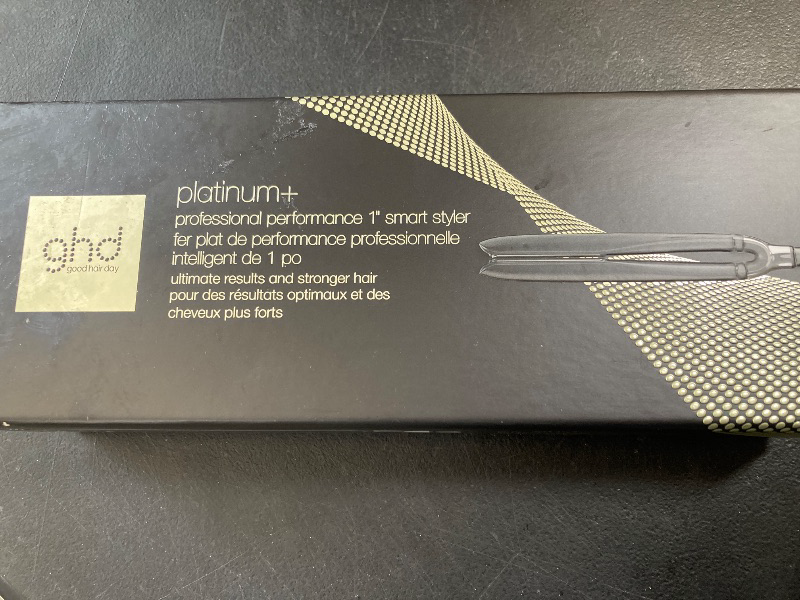 ghd
good hair day
platinum+
professional performance 1" smart styler
fer plat de performance professionnelle
intelligent de 1 po
ultimate results and stronger hair
pour des résultats optimaux et des
cheveux plus forts